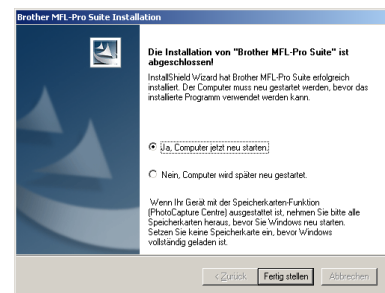 Brother MFL-Pro Suite Installation
Die Installation von "Brother MFL-Pro Suite" ist
abgeschlossen!
InstallShield Wizard hat Brother MFL-Pro Suite erfolgreich
installiert. Der Computer muss neu gestartet werden, bevor das
installierte Programm verwendet werden kann.
Ja, Computer jetzt neu starten.
Nein, Computer wird später neu gestartet.
Wenn Ihr Gerät mit der Speicherkarten-Funktion
(PhotoCapture Centre) ausgestattet ist, nehmen Sie bitte alle
Speicherkarten heraus, bevor Sie Windows neu starten.
Setzen Sie keine Speicherkarte ein, bevor Windows
vollständig geladen ist.
< Zurück
Fertig stellen
Abbrechen